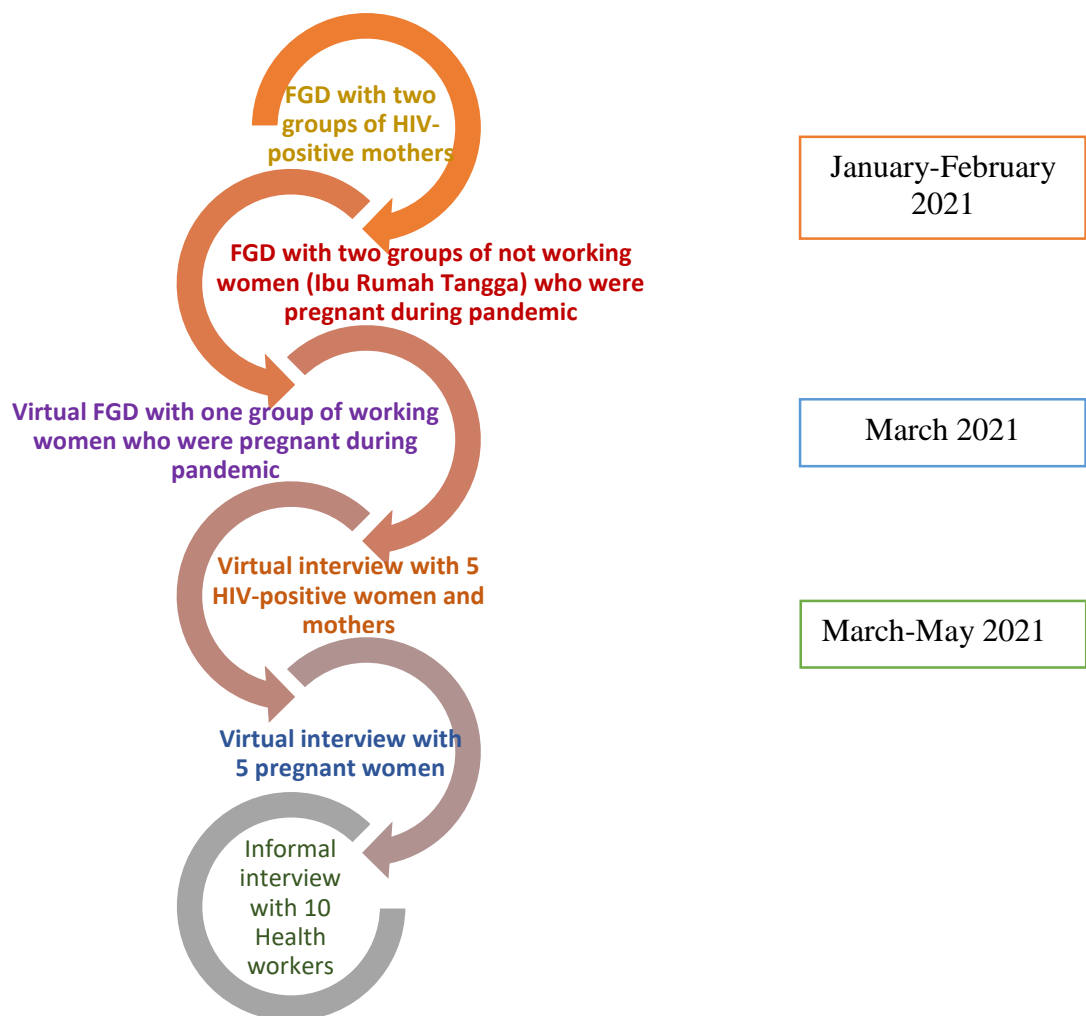 FGD with two
groups of HIV-
positive mothers
January-February
2021
FGD with two groups of not working
women (Ibu Rumah Tangga) who were
pregnant during pandemic
Virtual FGD with one group of working
women who were pregnant during
pandemic
March 2021
Virtual interview with 5
HIV-positive women and
mothers
March-May 2021
Virtual interview with
5 pregnant women
Informal
interview
with 10
Health
workers